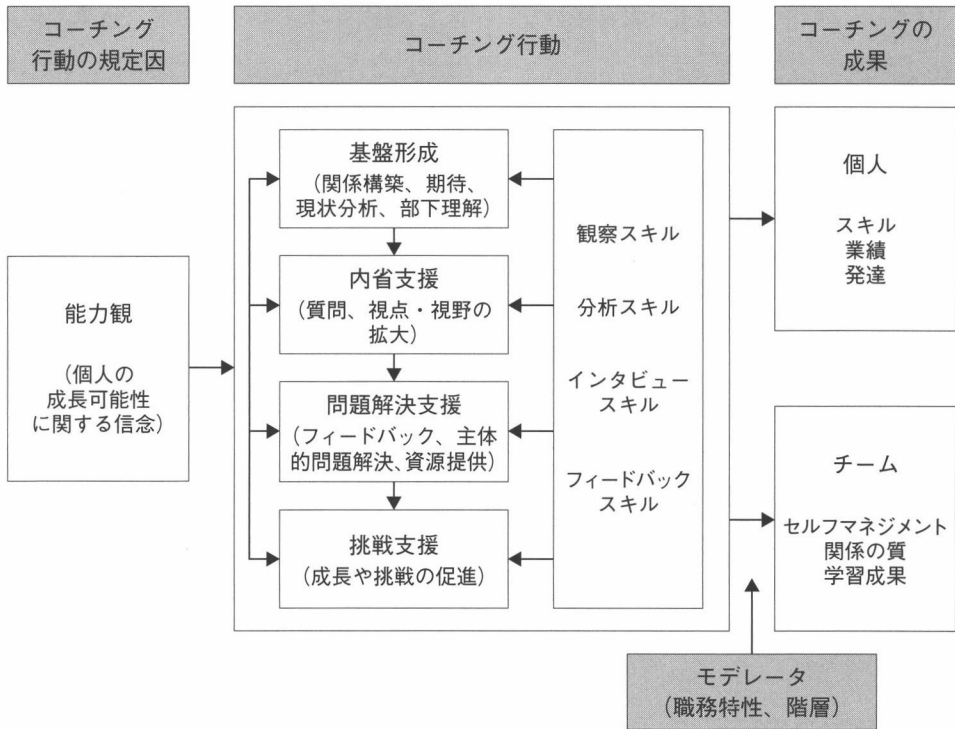 コーチング
行動の規定因
コーチング行動
コーチングの
成果
能力観
（個人の
成長可能性
に関する信念）
基盤形成
（関係構築、期待、
現状分析、部下理解）
内省支援
（質問、視点・視野の
拡大）
問題解決支援
（フィードバック、主体
的問題解決、資源提供）
挑戦支援
（成長や挑戦の促進）
観察スキル
分析スキル
インタビュー
スキル
フィードバック
スキル
個人
スキル
業績
発達
チーム
セルフマネジメント
関係の質
学習成果
モデレータ
（職務特性、階層）